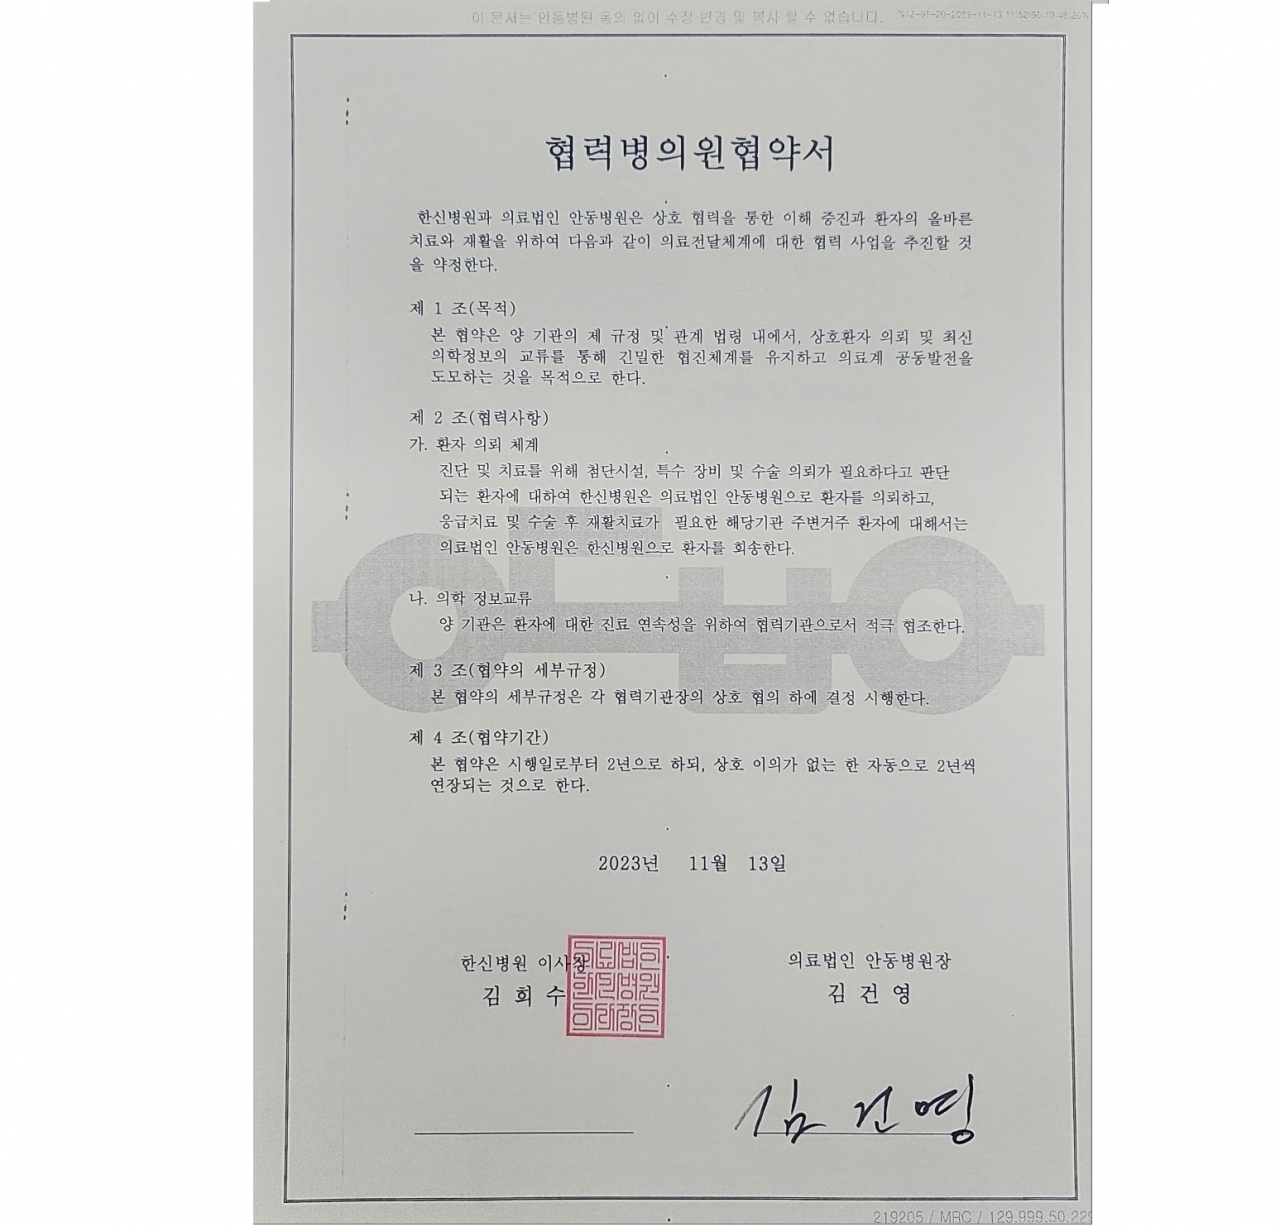 이 문서는 안동병원 동의 없이 수정 변경 및 복사 할 수 없습니다.
협력병의원협약서
한신병원과 의료법인 안동병원은 상호 협력을 통한 이해 증진과 환자의 올바른
치료와 재활을 위하여 다음과 같이 의료전달체계에 대한 협력 사업을 추진할 것
을 약정한다.
제 1 조(목적)
본 협약은 양 기관의 제 규정 및 관계 법령 내에서, 상호환자 의뢰 및 최신
의학정보의 교류를 통해 긴밀한 협진체계를 유지하고 의료계 공동발전을
도모하는 것을 목적으로 한다.
제 2 조(협력사항)
가. 환자 의뢰 체계
진단 및 치료를 위해 첨단시설, 특수 장비 및 수술 의뢰가 필요하다고 판단
되는 환자에 대하여 한신병원은 의료법인 안동병원으로 환자를 의뢰하고,
응급치료 및 수술 후 재활치료가 필요한 해당기관 주변거주 환자에 대해서는
의료법인 안동병원은 한신병원으로 환자를 회송한다.
나. 의학 정보교류
양 기관은 환자에 대한 진료 연속성을 위하여 협력기관으로서 적극 협조한다.
제 3 조(협약의 세부규정)
본 협약의 세부규정은 각 협력기관장의 상호 협의 하에 결정 시행한다.
제 4 조(협약기간)
본 협약은 시행일로부터 2년으로 하되, 상호 이의가 없는 한 자동으로 2년씩
연장되는 것으로 한다.
2023년 11월 13일
한신병원 이사장
김 희 수
의료법인 안동병원장
김 건 영
김 건 영
219205 / MRC / 129.999.50.229